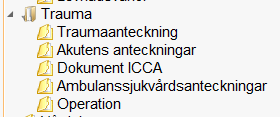 Trauma
Traumaanteckning
Akutens anteckningar
Dokument ICCA
Ambulanssjukvårdsanteckningar
Operation